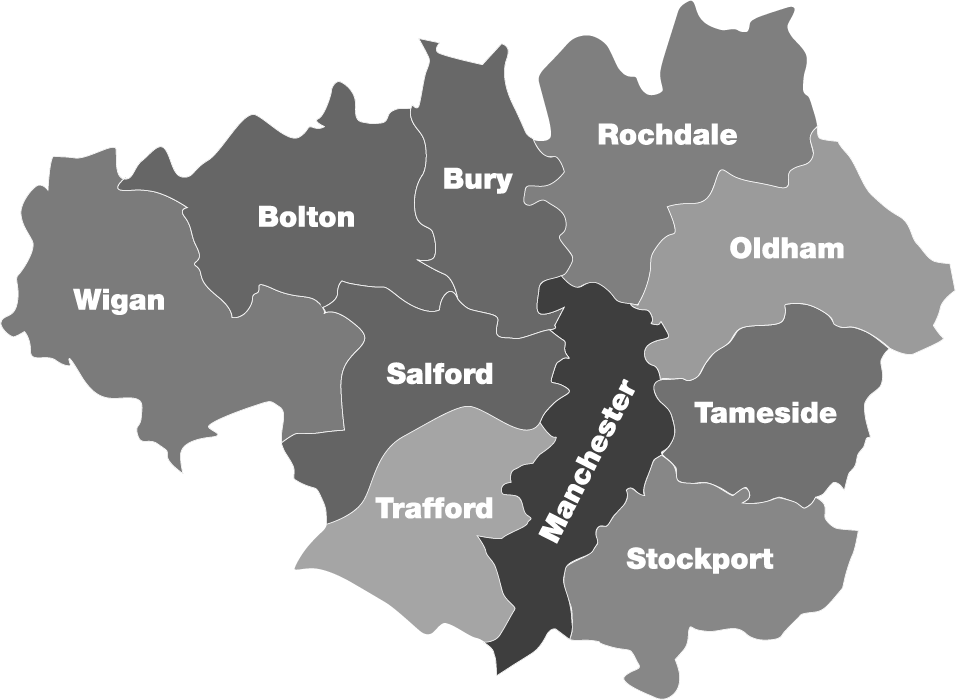 Rochdale
Bury
Bolton
Oldham
Wigan
Salford
Manchester
Tameside
Trafford
Stockport